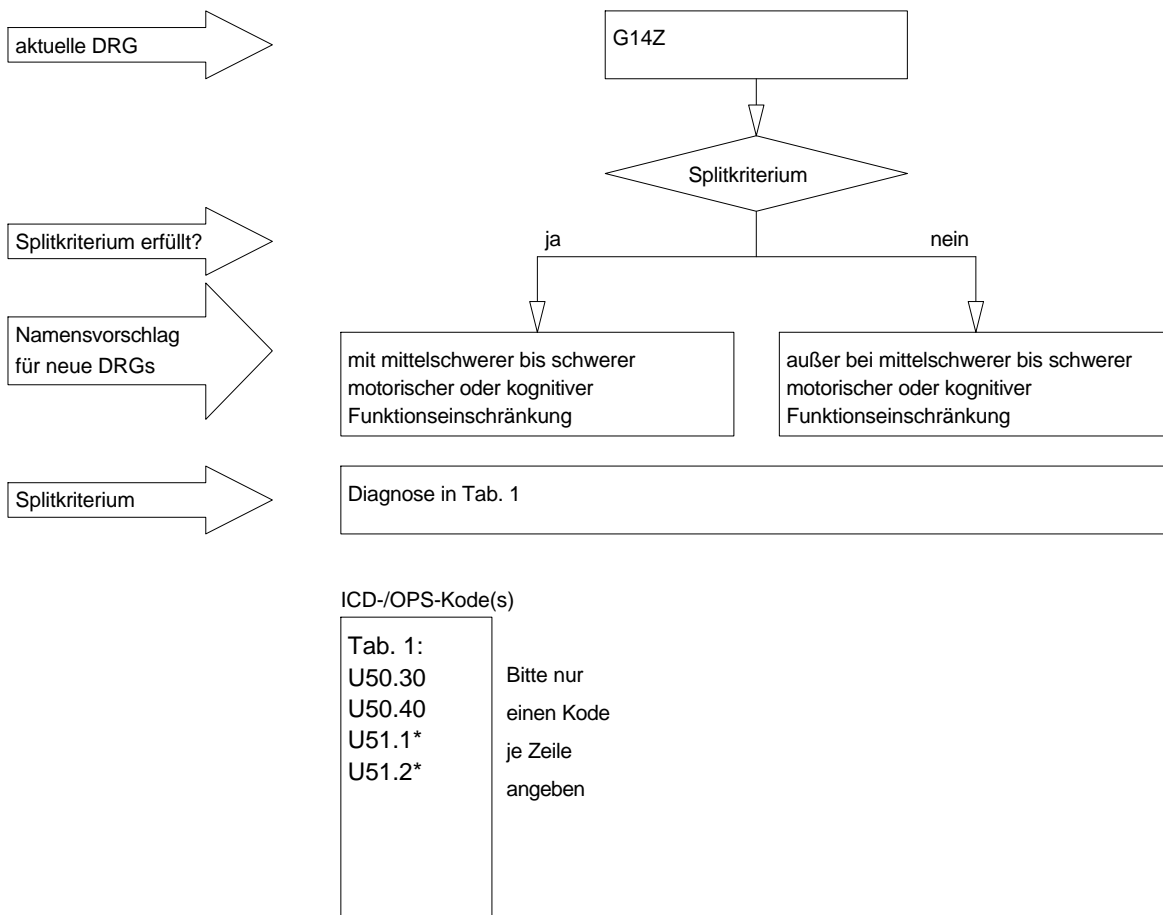 aktuelle DRG
G14Z
Splitkriterium
Splitkriterium erfüllt?
ja
nein
Namensvorschlag
für neue DRGs
mit mittelschwerer bis schwerer
motorischer oder kognitiver
Funktionseinschränkung
außer bei mittelschwerer bis schwerer
motorischer oder kognitiver
Funktionseinschränkung
Splitkriterium
Diagnose in Tab. 1
ICD-/OPS-Kode(s)
Tab. 1:
U50.30
U50.40
U51.1*
U51.2*
Bitte nur
einen Kode
je Zeile
angeben